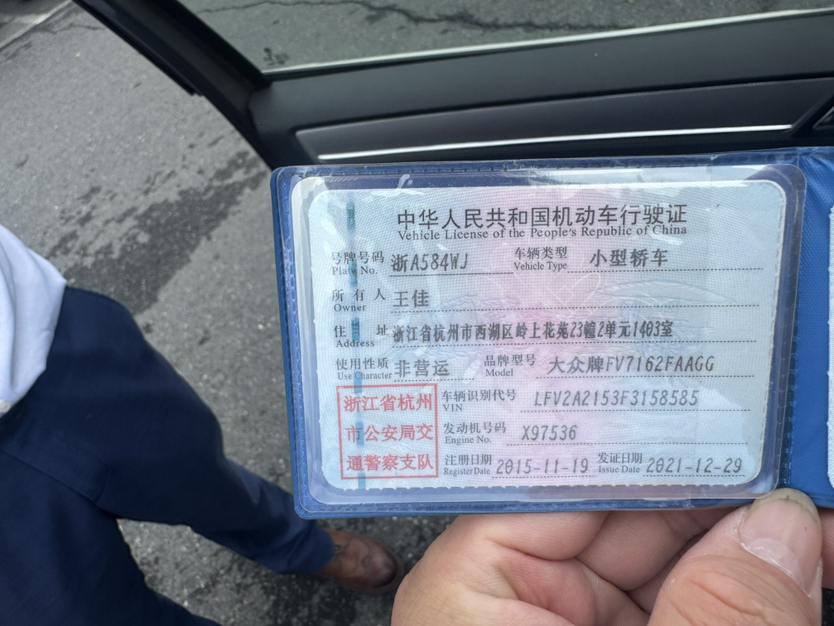 中华人民共和国机动车行驶证
Vehicle License of the People's Republic of China
号牌号码 浙A584WJ 车辆类型 小型轿车
Plate No. Vehicle Type
所有人 王佳
Owner
住址 浙江省杭州市西湖区岭上花苑23幢2单元1403室
Address
使用性质 非营运 品牌型号 大众牌FV7162FAAGG
Use Character Model
浙江省杭州 车辆识别代号 LFV2A2153F3158585
VIN
市公安局交 发动机号码 X97536
Engine No.
通警察支队 注册日期 2015-11-19 发证日期 2021-12-29
Register Date Issue Date